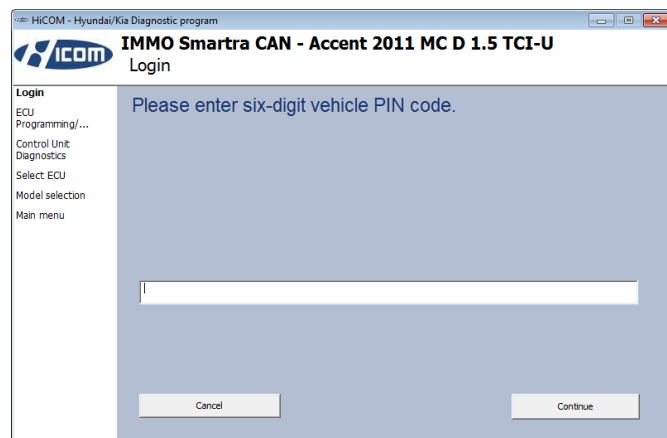 HiCOM - Hyundai/Kia Diagnostic program
Hicom
IMMO Smartra CAN - Accent 2011 MC D 1.5 TCI-U
Login
Login
ECU
Programming/...
Control Unit
Diagnostics
Select ECU
Model selection
Main menu
Please enter six-digit vehicle PIN code.
Cancel
Continue